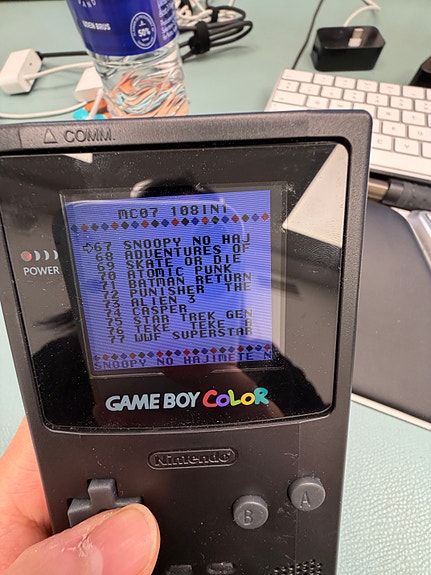 BRUS
50%
△ COMM.
MC07 108IN1
67 SNOOPY NO HAJ
68 ADVENTURES OF
69 SKATE OR DIE
70 ATOMIC PUNK
71 BATMAN RETURN
72 PUNISHER THE
73 ALIEN 3
74 CASPER
75 STAR TREK GEN
76 TEKE TEKE A
77 WWF SUPERSTAR
SNOOPY NO HAJIMETE N
POWER
GAME BOY COLOR
Nintendo
B
A